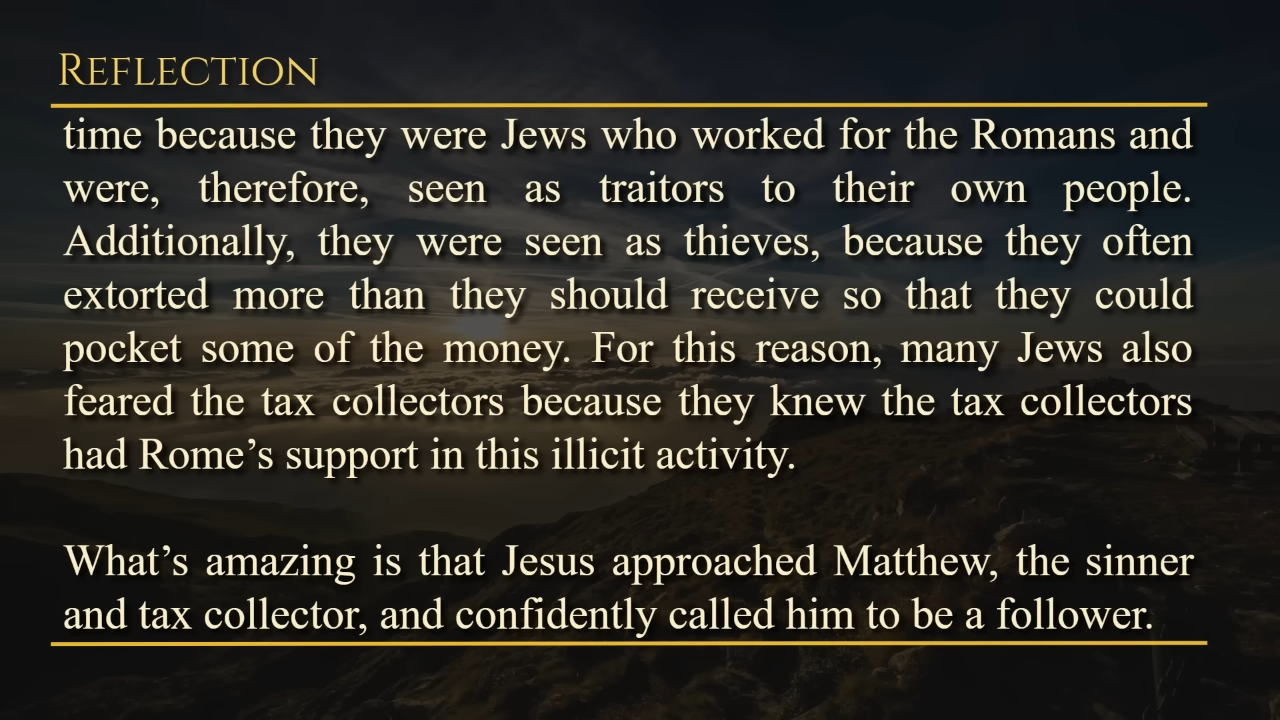 Reflection
time because they were Jews who worked for the Romans and
were, therefore, seen as traitors to their own people.
Additionally, they were seen as thieves, because they often
extorted more than they should receive so that they could
pocket some of the money. For this reason, many Jews also
feared the tax collectors because they knew the tax collectors
had Rome’s support in this illicit activity.
What’s amazing is that Jesus approached Matthew, the sinner
and tax collector, and confidently called him to be a follower.